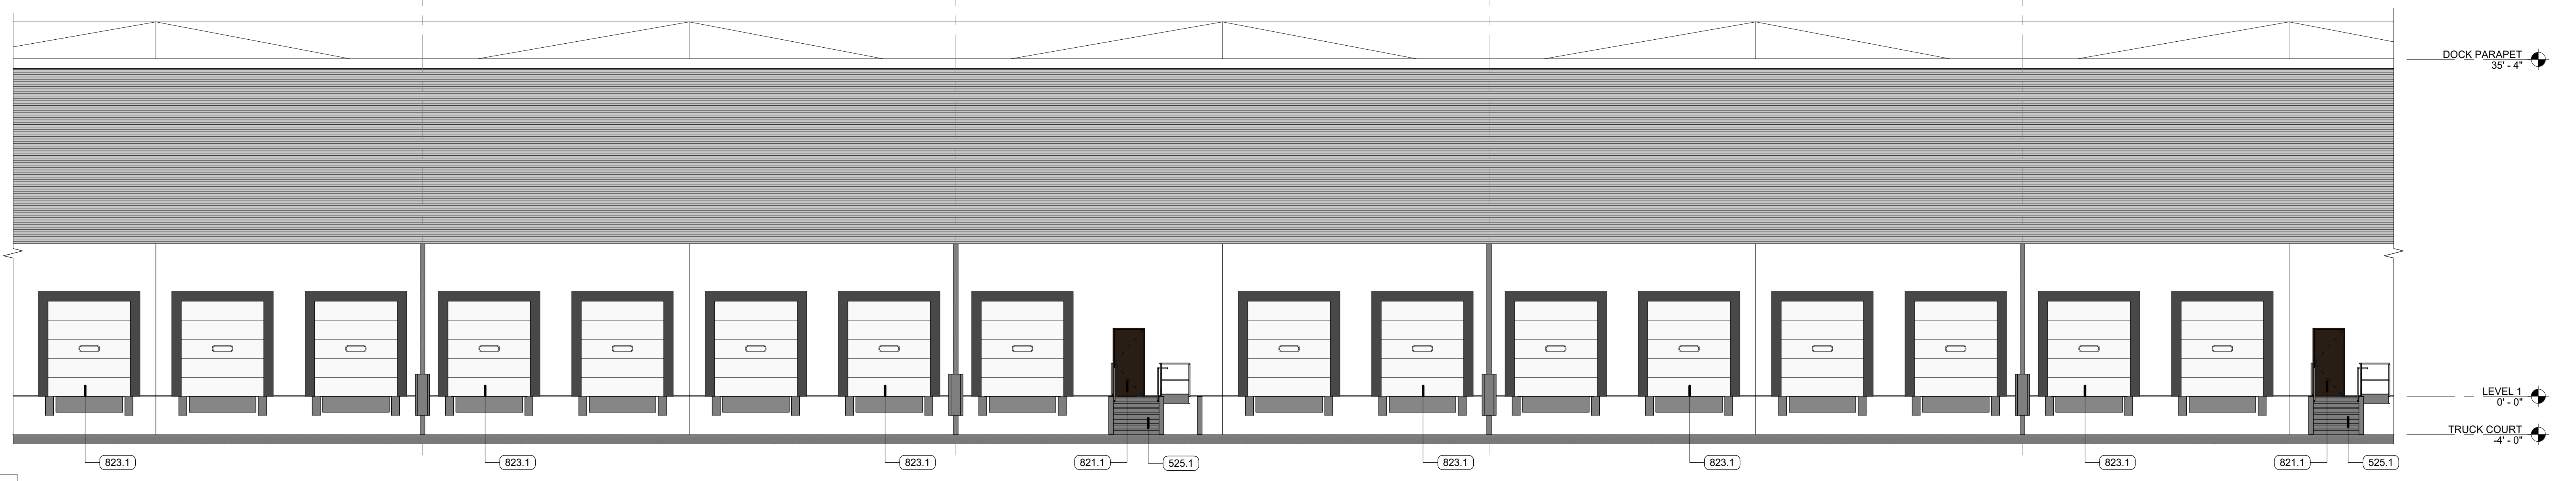 DOCK PARAPET
35' - 4"
LEVEL 1
0' - 0"
TRUCK COURT
-4' - 0"
823.1
823.1
823.1
821.1
525.1
823.1
823.1
823.1
821.1
525.1